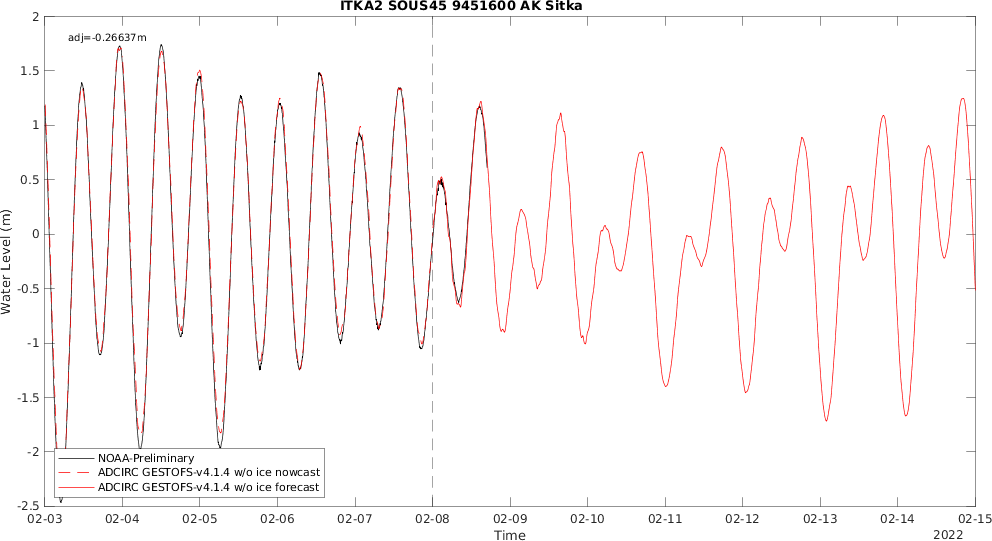 ITKA2 SOUS45 9451600 AK Sitka
adj=-0.26637m
2
1.5
1
0.5
0
-0.5
-1
-1.5
-2
-2.5
Water Level (m)
NOAA-Preliminary
ADCIRC GESTOFS-v4.1.4 w/o ice nowcast
ADCIRC GESTOFS-v4.1.4 w/o ice forecast
02-03 02-04 02-05 02-06 02-07 02-08 02-09 02-10 02-11 02-12 02-13 02-14 02-15
Time
2022